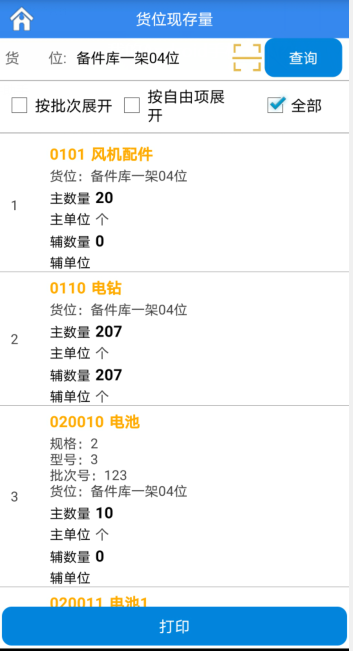 货位现存量
货 位: 备件库一架04位
查询
按批次展开
按自由项展
开
全部
1
0101 风机配件
货位：备件库一架04位
主数量 20
主单位 个
辅数量 0
辅单位
2
0110 电钻
货位：备件库一架04位
主数量 207
主单位 个
辅数量 207
辅单位 个
3
020010 电池
规格：2
型号：3
批次号：123
货位：备件库一架04位
主数量 10
主单位 个
辅数量 0
辅单位
020011 电池1
打印